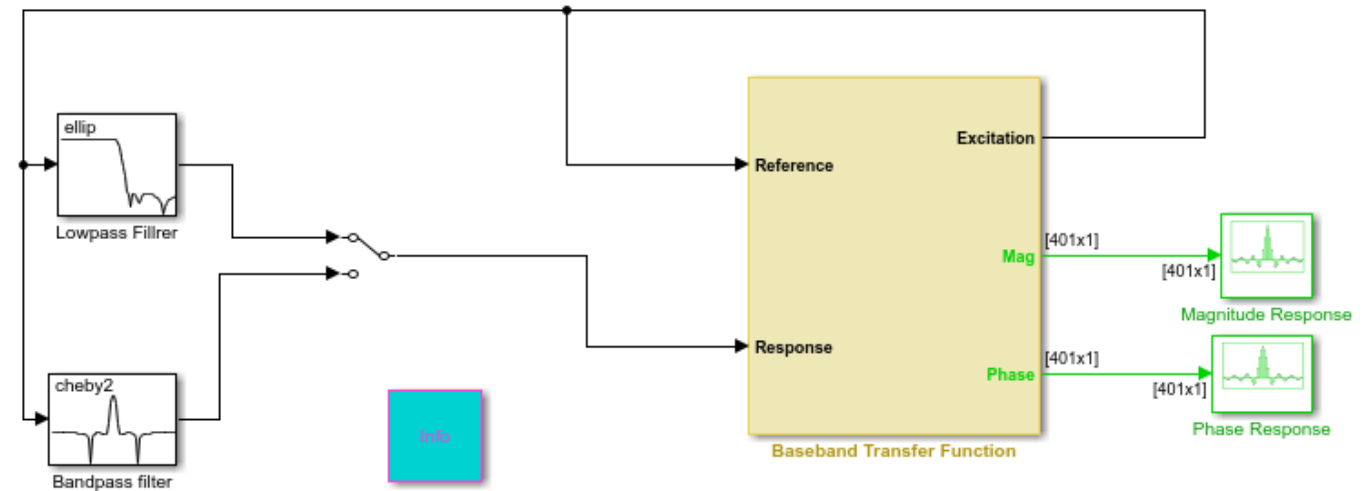 ellip
Lowpass Fillrer
cheby2
Bandpass filter
Info
Reference
Response
Excitation
Mag
Phase
Baseband Transfer Function
[401x1]
[401x1]
Magnitude Response
[401x1]
[401x1]
Phase Response